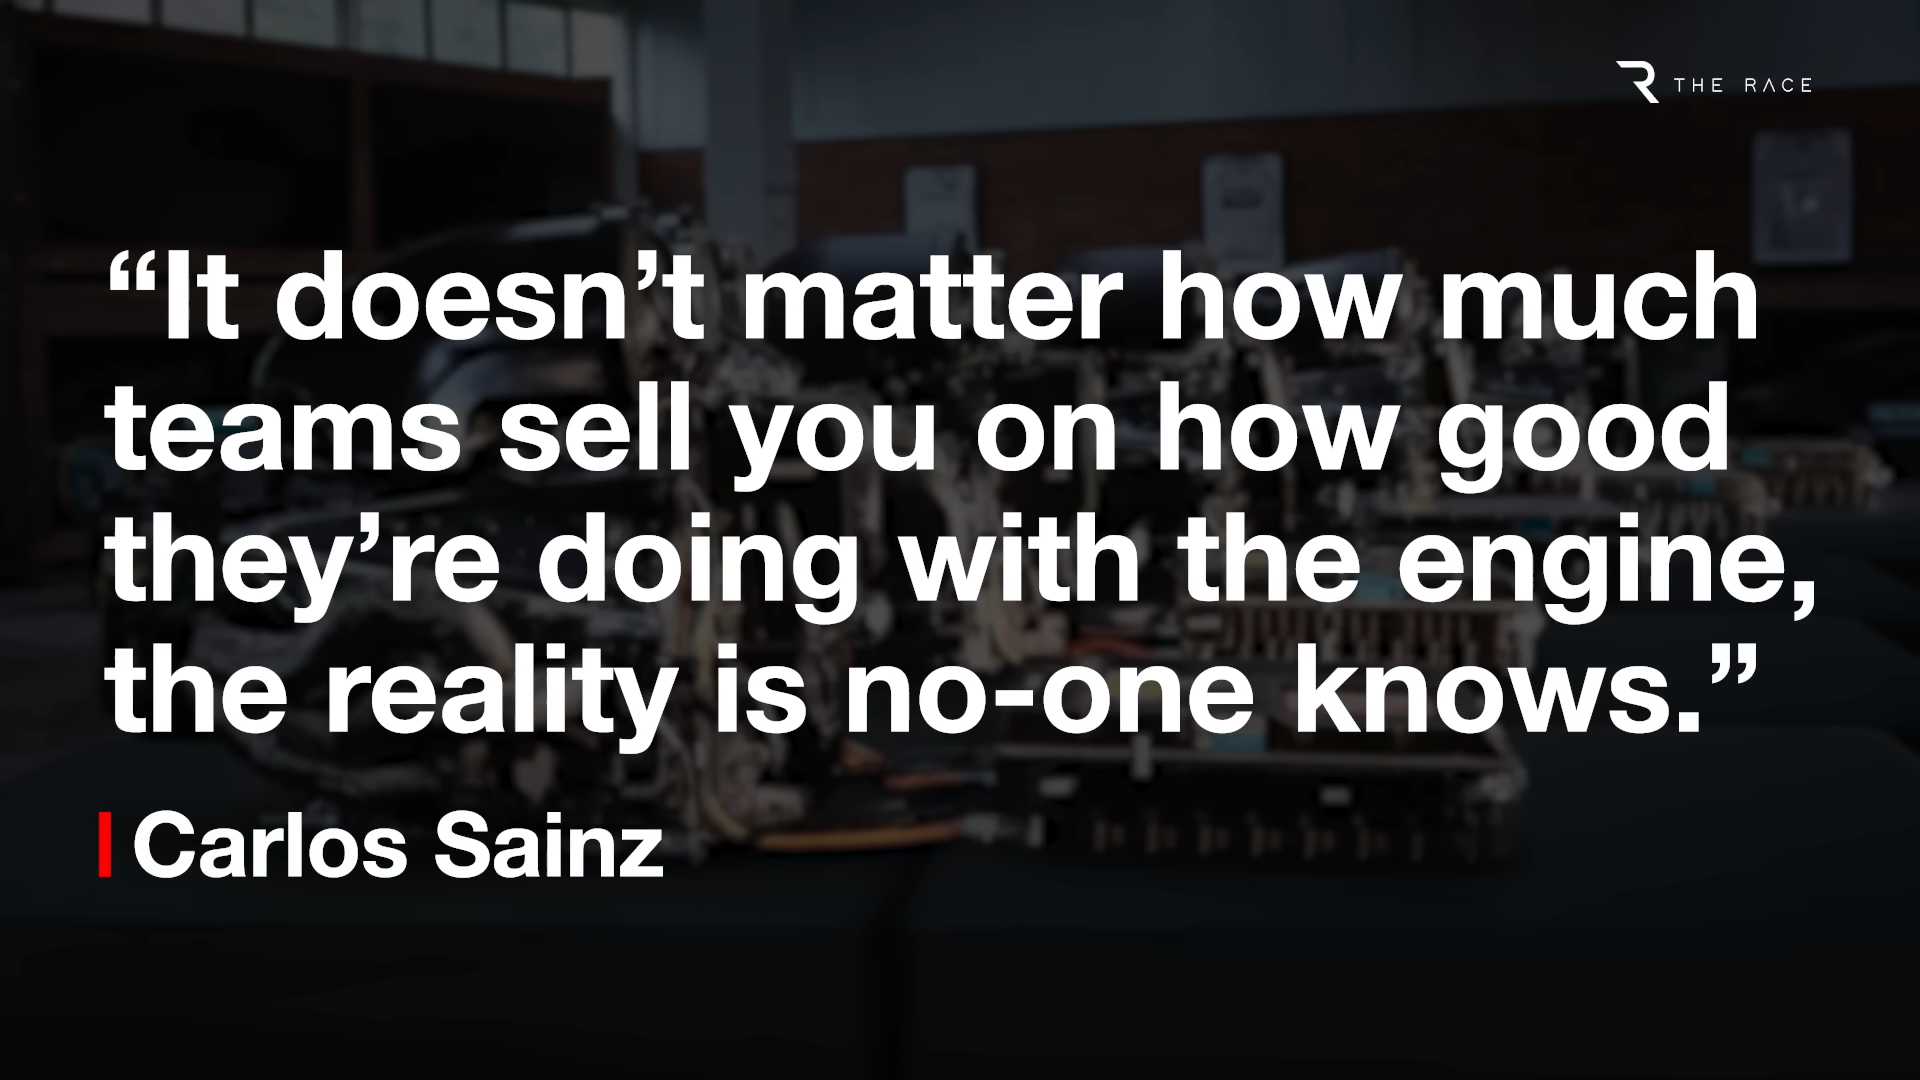 THE RACE
“It doesn’t matter how much
teams sell you on how good
they’re doing with the engine,
the reality is no-one knows.”
Carlos Sainz